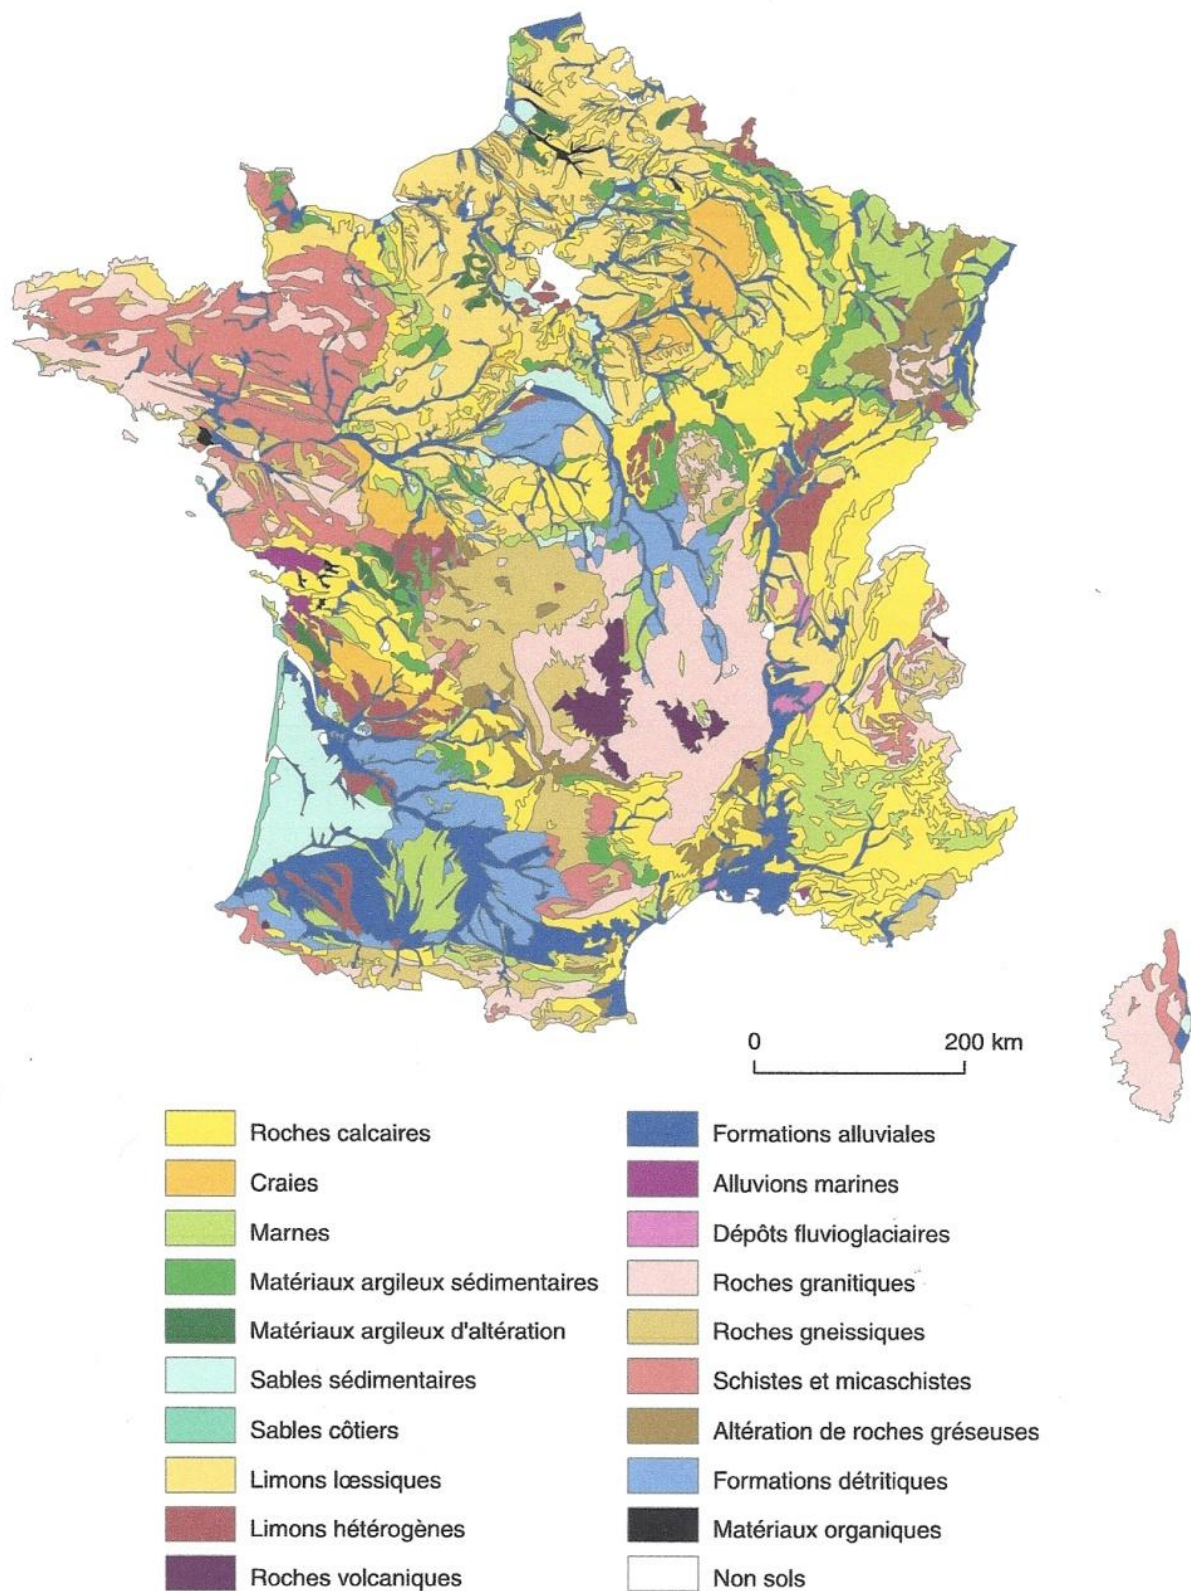 0 200 km
Roches calcaires
Craies
Marnes
Matériaux argileux sédimentaires
Matériaux argileux d'altération
Sables sédimentaires
Sables côtiers
Limons lœssiques
Limons hétérogènes
Roches volcaniques
Formations alluviales
Alluvions marines
Dépôts fluvioglaciaires
Roches granitiques
Roches gneissiques
Schistes et micaschistes
Altération de roches gréseuses
Formations détritiques
Matériaux organiques
Non sols